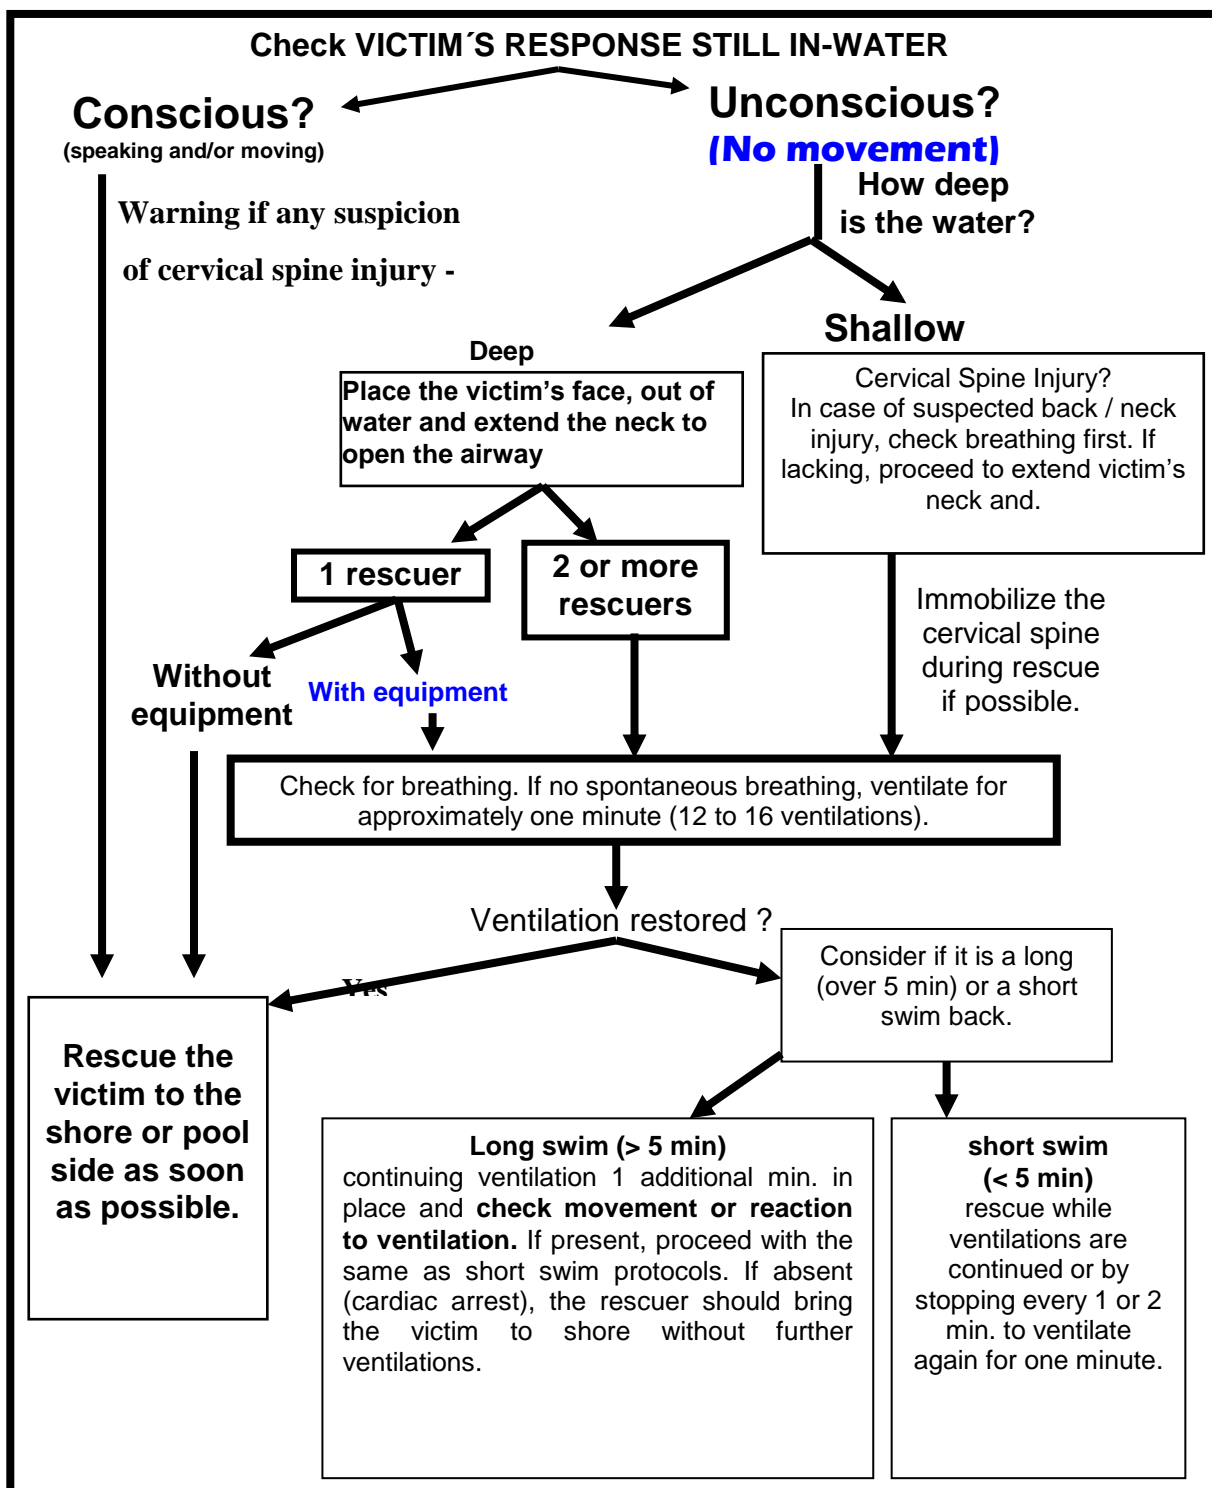 Check VICTIM´S RESPONSE STILL IN-WATER
Conscious?
(speaking and/or moving)
Unconscious?
(No movement)
How deep
is the water?
Warning if any suspicion
of cervical spine injury -
Deep
Place the victim's face, out of
water and extend the neck to
open the airway
Shallow
Cervical Spine Injury?
In case of suspected back / neck
injury, check breathing first. If
lacking, proceed to extend victim's
neck and.
1 rescuer
2 or more
rescuers
Immobilize the
cervical spine
during rescue
if possible.
Without
equipment
With equipment
Check for breathing. If no spontaneous breathing, ventilate for
approximately one minute (12 to 16 ventilations).
Ventilation restored ?
Yes
Consider if it is a long
(over 5 min) or a short
swim back.
Rescue the
victim to the
shore or pool
side as soon
as possible.
Long swim (> 5 min)
continuing ventilation 1 additional min. in
place and check movement or reaction
to ventilation. If present, proceed with the
same as short swim protocols. If absent
(cardiac arrest), the rescuer should bring
the victim to shore without further
ventilations.
short swim
(< 5 min)
rescue while
ventilations are
continued or by
stopping every 1 or 2
min. to ventilate
again for one minute.